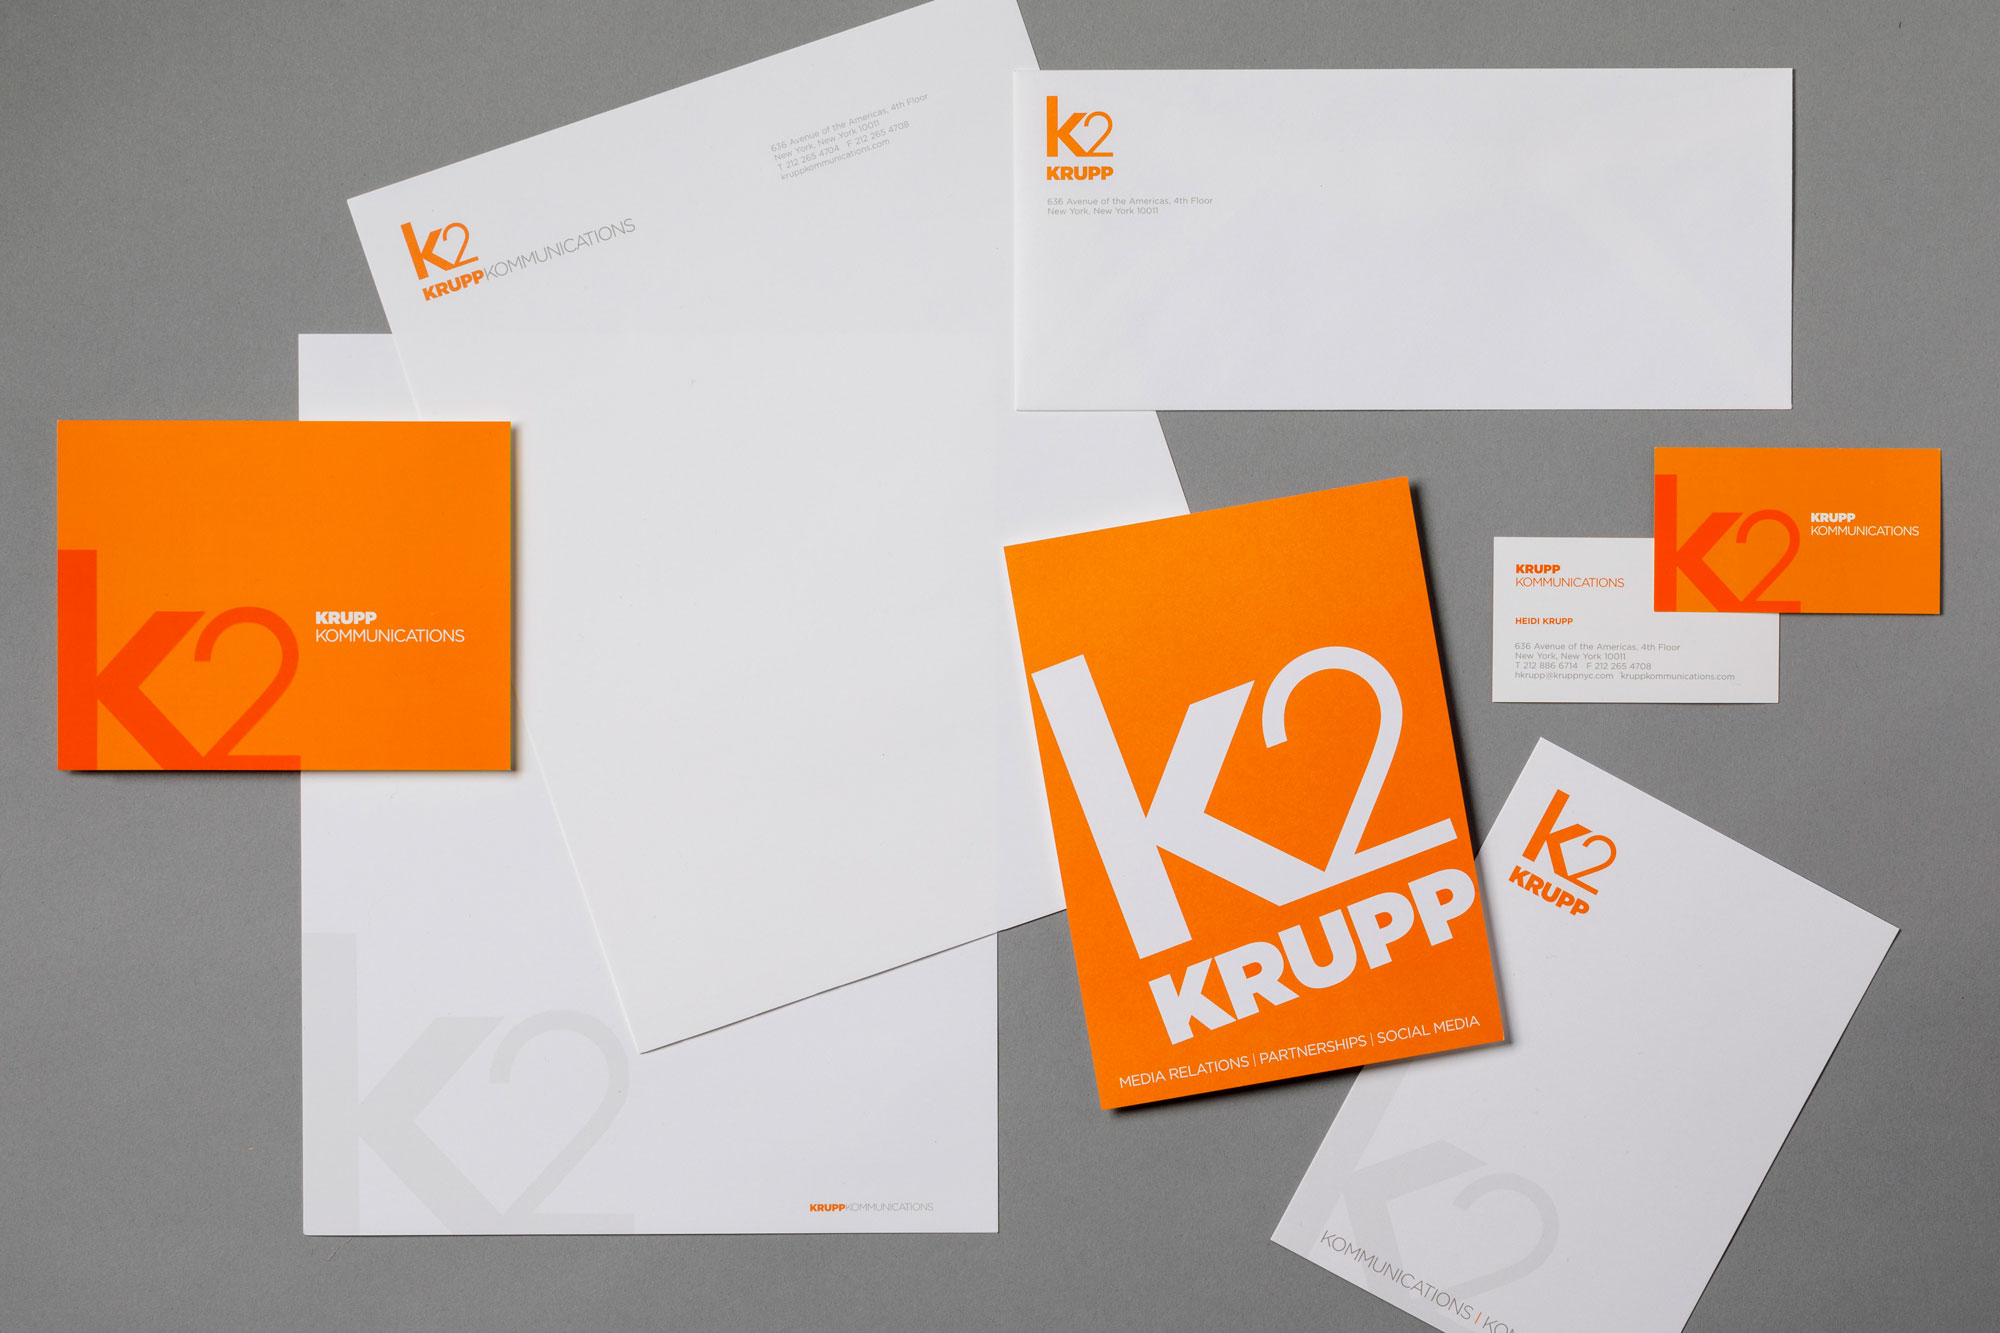 636 Avenue of the Americas, 4th Floor
New York, New York 10011
T 212 265 4704 F 212 265 4708
kruppkommunications.com
k2
KRUPPKOMMUNICATIONS
k2
KRUPP
636 Avenue of the Americas, 4th Floor
New York, New York 10011
k2
KRUPP
KOMMUNICATIONS
k2
KRUPP
KOMMUNICATIONS
KRUPP
KOMMUNICATIONS
HEIDI KRUPP
636 Avenue of the Americas, 4th Floor
New York, New York 10011
T 212 886 6714 F 212 265 4708
hkrupp@kruppnyc.com kruppkommunications.com
k2
KRUPP
MEDIA RELATIONS | PARTNERSHIPS | SOCIAL MEDIA
k2
KRUPP
k2
KOMMUNICATIONS |
k2
KRUPPKOMMUNICATIONS